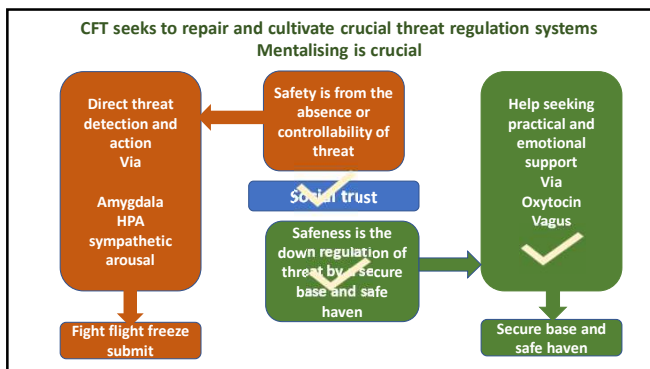 CFT seeks to repair and cultivate crucial threat regulation systems
Mentalising is crucial
Direct threat
detection and
action
Via
Amygdala
HPA
sympathetic
arousal
Fight flight freeze
submit
Safety is from the
absence or
controllability of
threat
Social trust
Safeness is the
down regulation of
threat by a secure
base and safe
haven
Help seeking
practical and
emotional
support
Via
Oxytocin
Vagus
Secure base and
safe haven